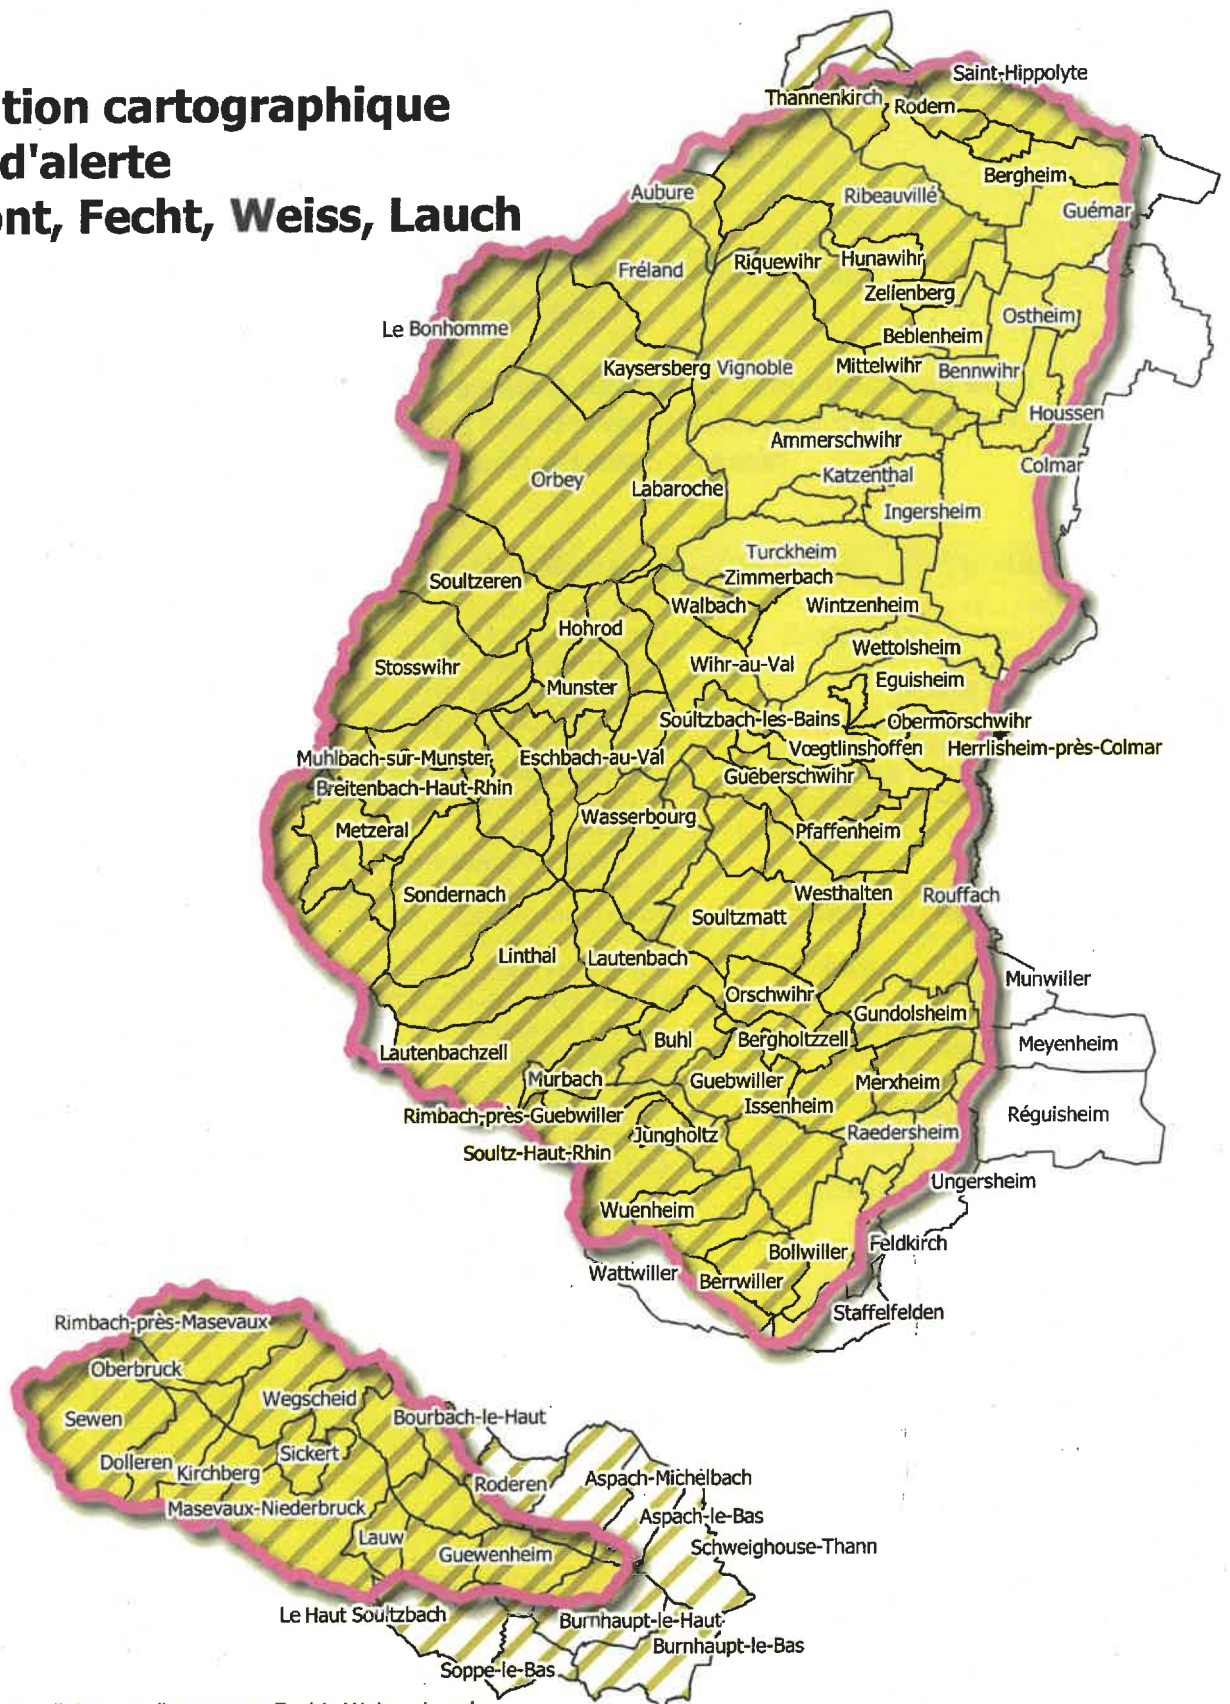 tion cartographique
d'alerte
nt, Fecht, Weiss, Lauch
Saint-Hippolyte
Thannenkirch
Rodern
Bergheim
Aubure
Ribeauvillé
Guémar
Fréland
Riquewihr
Hunawihr
Zellenberg
Ostheim
Le Bonhomme
Beblenheim
Kaysersberg Vignoble
Mittelwihr
Bennwihr
Houssen
Ammerschwihr
Colmar
Katzenthal
Orbey
Labaroche
Ingersheim
Turckheim
Soultzeren
Zimmerbach
Walbach
Wintzenheim
Hohrod
Wettolsheim
Stosswihr
Wihr-au-Val
Eguisheim
Munster
Soultzbach-les-Bains
Obermorschwihr
Vœgtlinshoffen
Herrlisheim-près-Colmar
Muhlbach-sur-Munster
Eschbach-au-Val
Gueberschwihr
Breitenbach-Haut-Rhin
Wasserbourg
Metzeral
Pfaffenheim
Sondernach
Westhalten
Rouffach
Soultzmatt
Linthal
Lautenbach
Munwiller
Orschwihr
Gundolsheim
Buhl
Bergholtzzell
Meyenheim
Lautenbachzell
Murbach
Guebwiller
Merxheim
Issenheim
Rimbach-près-Guebwiller
Réguisheim
Jungholtz
Raedersheim
Soultz-Haut-Rhin
Ungersheim
Wuenheim
Bollwiller
Feldkirch
Wattwiller
Berrwiller
Staffelfelden
Rimbach-près-Masevaux
Oberbruck
Wegscheid
Sewen
Bourbach-le-Haut
Dolleren
Kirchberg
Sickert
Roderen
Aspach-Michelbach
Masevaux-Niederbruck
Aspach-le-Bas
Lauw
Guewenheim
Schweighouse-Thann
Le Haut Soultzbach
Burnhaupt-le-Haut
Burnhaupt-le-Bas
Soppe-le-Bas